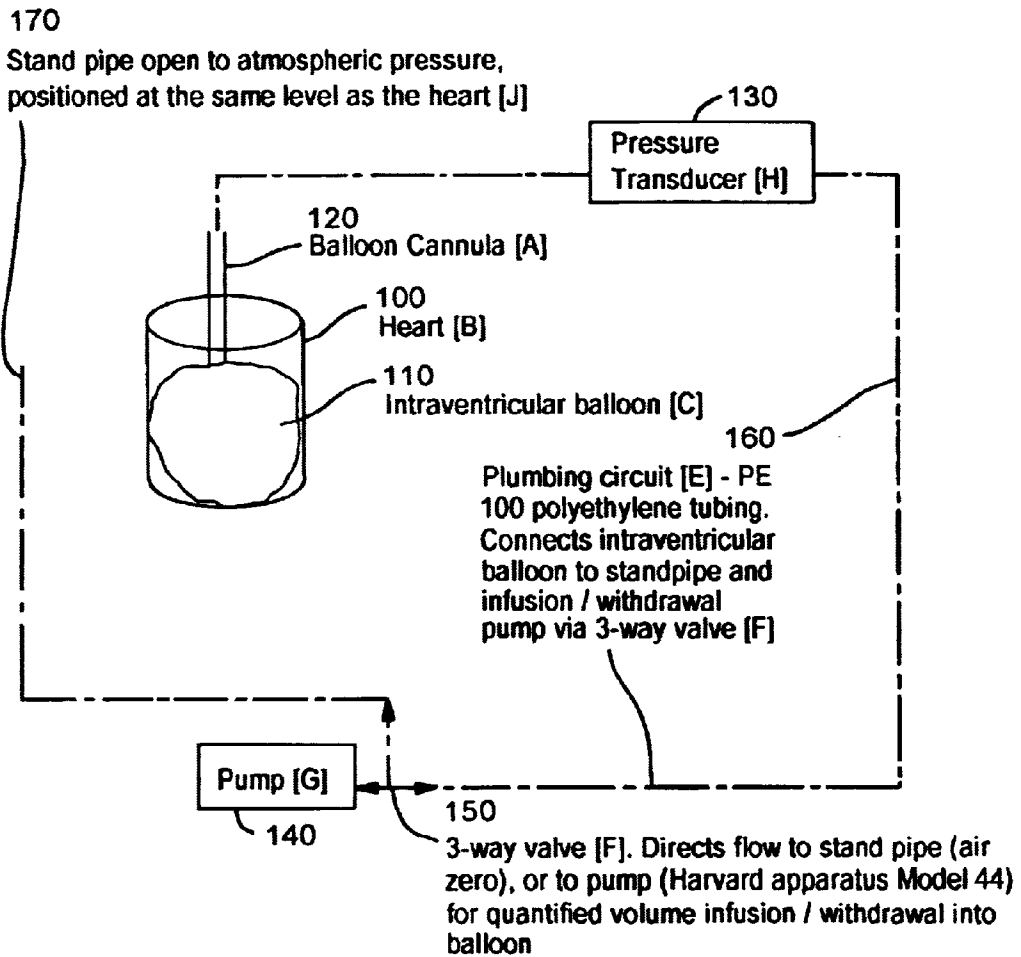 170
Stand pipe open to atmospheric pressure,
positioned at the same level as the heart [J]
130
Pressure
Transducer [H]
120
Balloon Cannula [A]
100
Heart [B]
110
Intraventricular balloon [C]
160
Plumbing circuit [E] - PE
100 polyethylene tubing.
Connects intraventricular
balloon to standpipe and
infusion / withdrawal
pump via 3-way valve [F]
Pump [G]
140
150
3-way valve [F]. Directs flow to stand pipe (air
zero), or to pump (Harvard apparatus Model 44)
for quantified volume infusion / withdrawal into
balloon